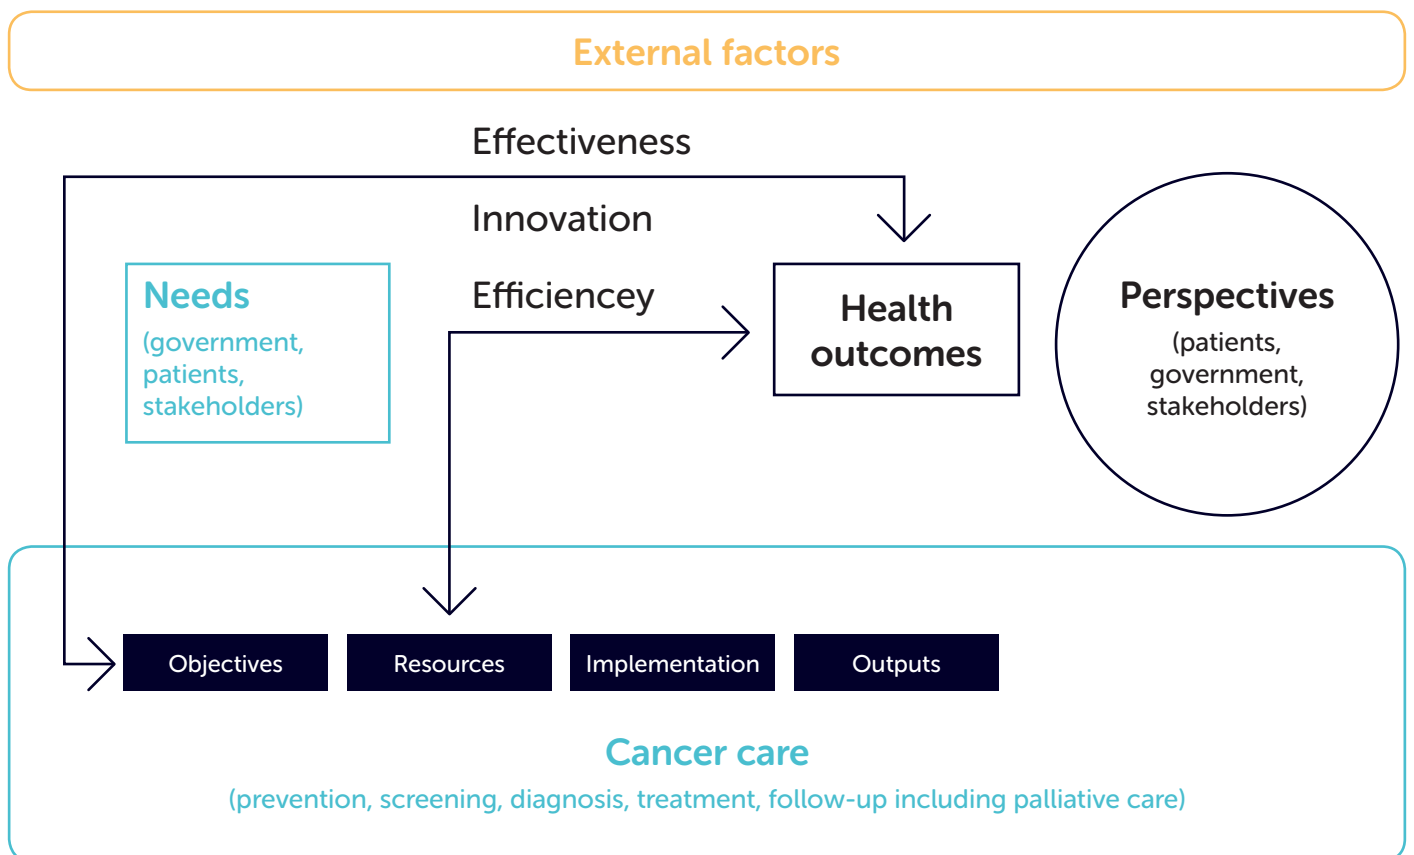 External factors
Effectiveness
Innovation
Efficiencey
Needs
(government,
patients,
stakeholders)
Health
outcomes
Perspectives
(patients,
government,
stakeholders)
Objectives
Resources
Implementation
Outputs
Cancer care
(prevention, screening, diagnosis, treatment, follow-up including palliative care)